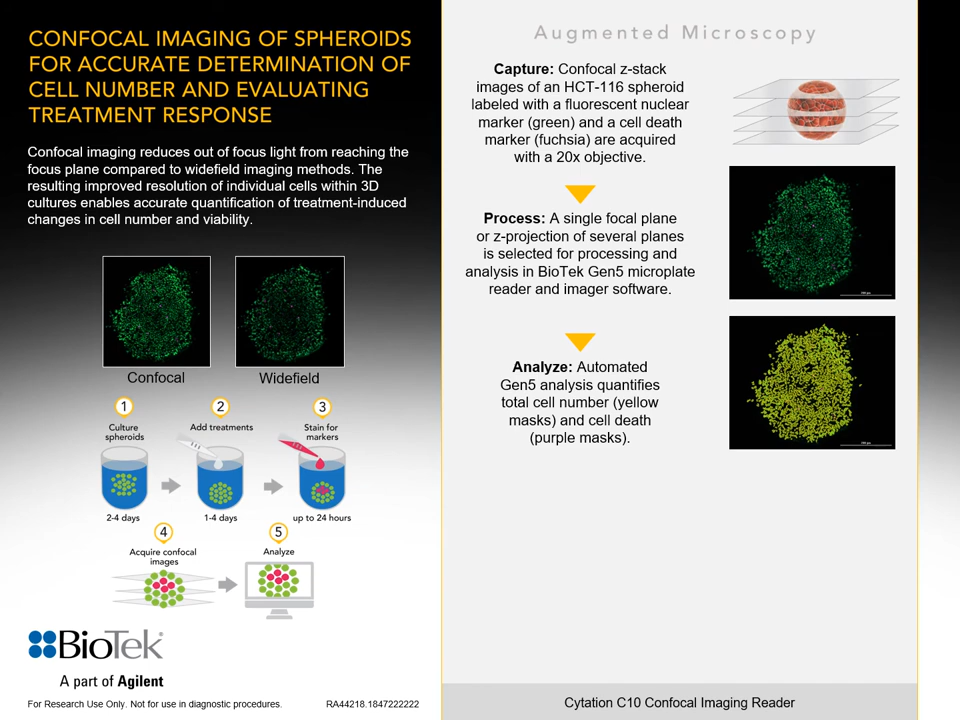 CONFOCAL IMAGING OF SPHEROIDS
FOR ACCURATE DETERMINATION OF
CELL NUMBER AND EVALUATING
TREATMENT RESPONSE
Confocal imaging reduces out of focus light from reaching the
focus plane compared to widefield imaging methods. The
resulting improved resolution of individual cells within 3D
cultures enables accurate quantification of treatment-induced
changes in cell number and viability.
Confocal
Widefield
1
Culture
spheroids
2-4 days
2
Add treatments
1-4 days
3
Stain for
markers
up to 24 hours
4
Acquire confocal
images
5
Analyze
BioTek
A part of Agilent
For Research Use Only. Not for use in diagnostic procedures.
RA44218.1847222222
Augmented Microscopy
Capture: Confocal z-stack
images of an HCT-116 spheroid
labeled with a fluorescent nuclear
marker (green) and a cell death
marker (fuchsia) are acquired
with a 20x objective.
Process: A single focal plane
or z-projection of several planes
is selected for processing and
analysis in BioTek Gen5 microplate
reader and imager software.
Analyze: Automated
Gen5 analysis quantifies
total cell number (yellow
masks) and cell death
(purple masks).
Cytation C10 Confocal Imaging Reader